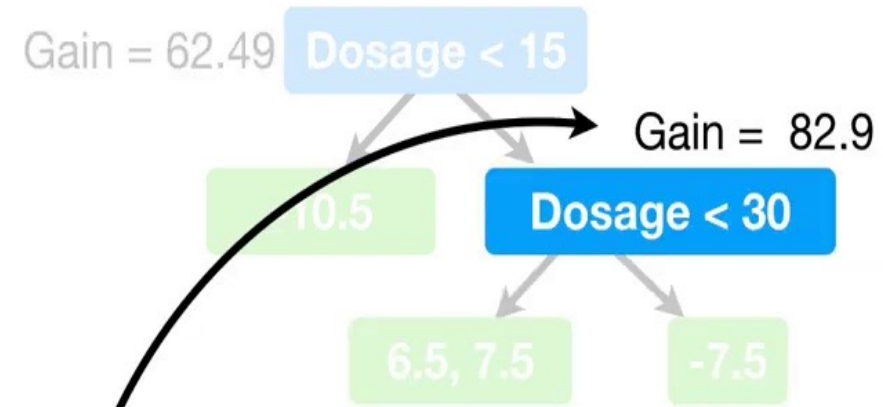 Gain = 62.49 Dosage < 15
Gain = 82.9
10.5 Dosage < 30
6.5, 7.5 -7.5